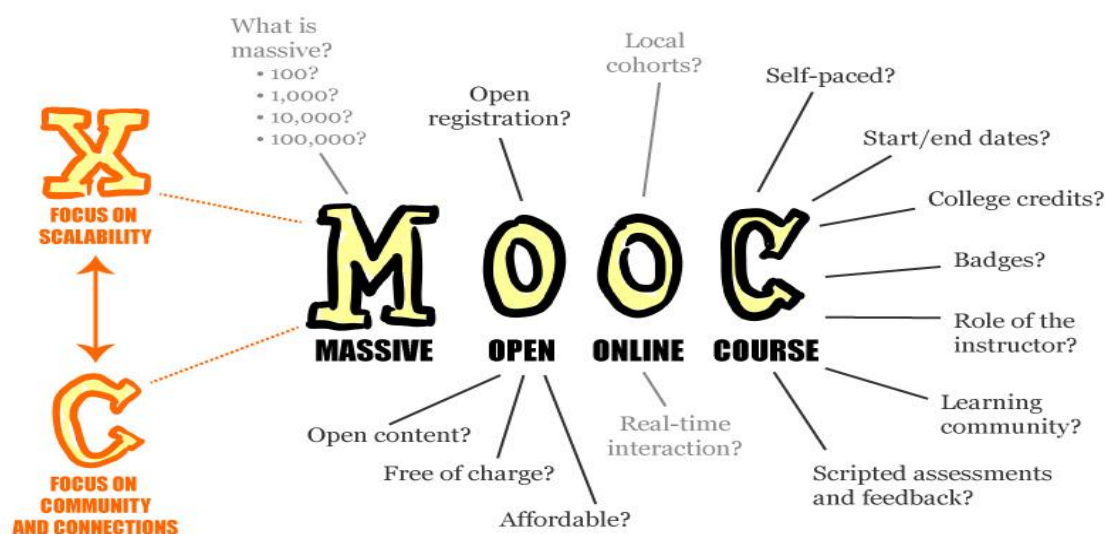 What is
massive?
• 100?
• 1,000?
• 10,000?
• 100,000?
Open
registration?
Local
cohorts?
Self-paced?
Start/end dates?
College credits?
Badges?
Role of the
instructor?
Learning
community?
Scripted assessments
and feedback?
X
FOCUS ON
SCALABILITY
C
FOCUS ON
COMMUNITY
AND CONNECTIONS
MOOC
MASSIVE OPEN ONLINE COURSE
Open content?
Free of charge?
Affordable?
Real-time
interaction?